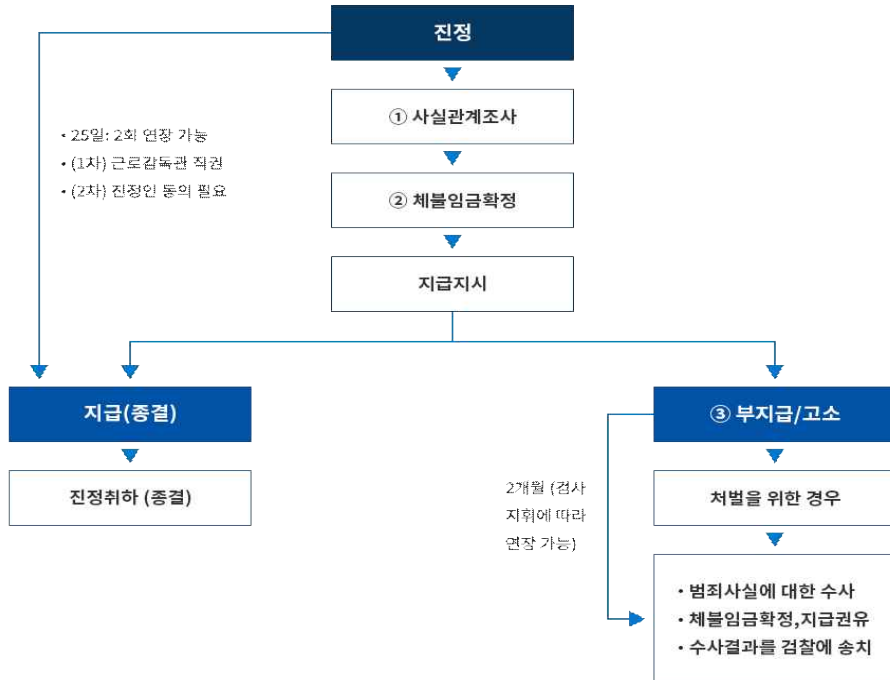 진정
① 사실관계조사
• 25일: 2회 연장 가능
• (1차) 근로감독관 직권
• (2차) 진정인 동의 필요
② 체불임금확정
지급지시
지급(종결)
③ 부지급/고소
진정취하 (종결)
2개월 (검사
지휘에 따라
연장 가능)
처벌을 위한 경우
• 범죄사실에 대한 수사
• 체불임금확정,지급권유
• 수사결과를 검찰에 송치